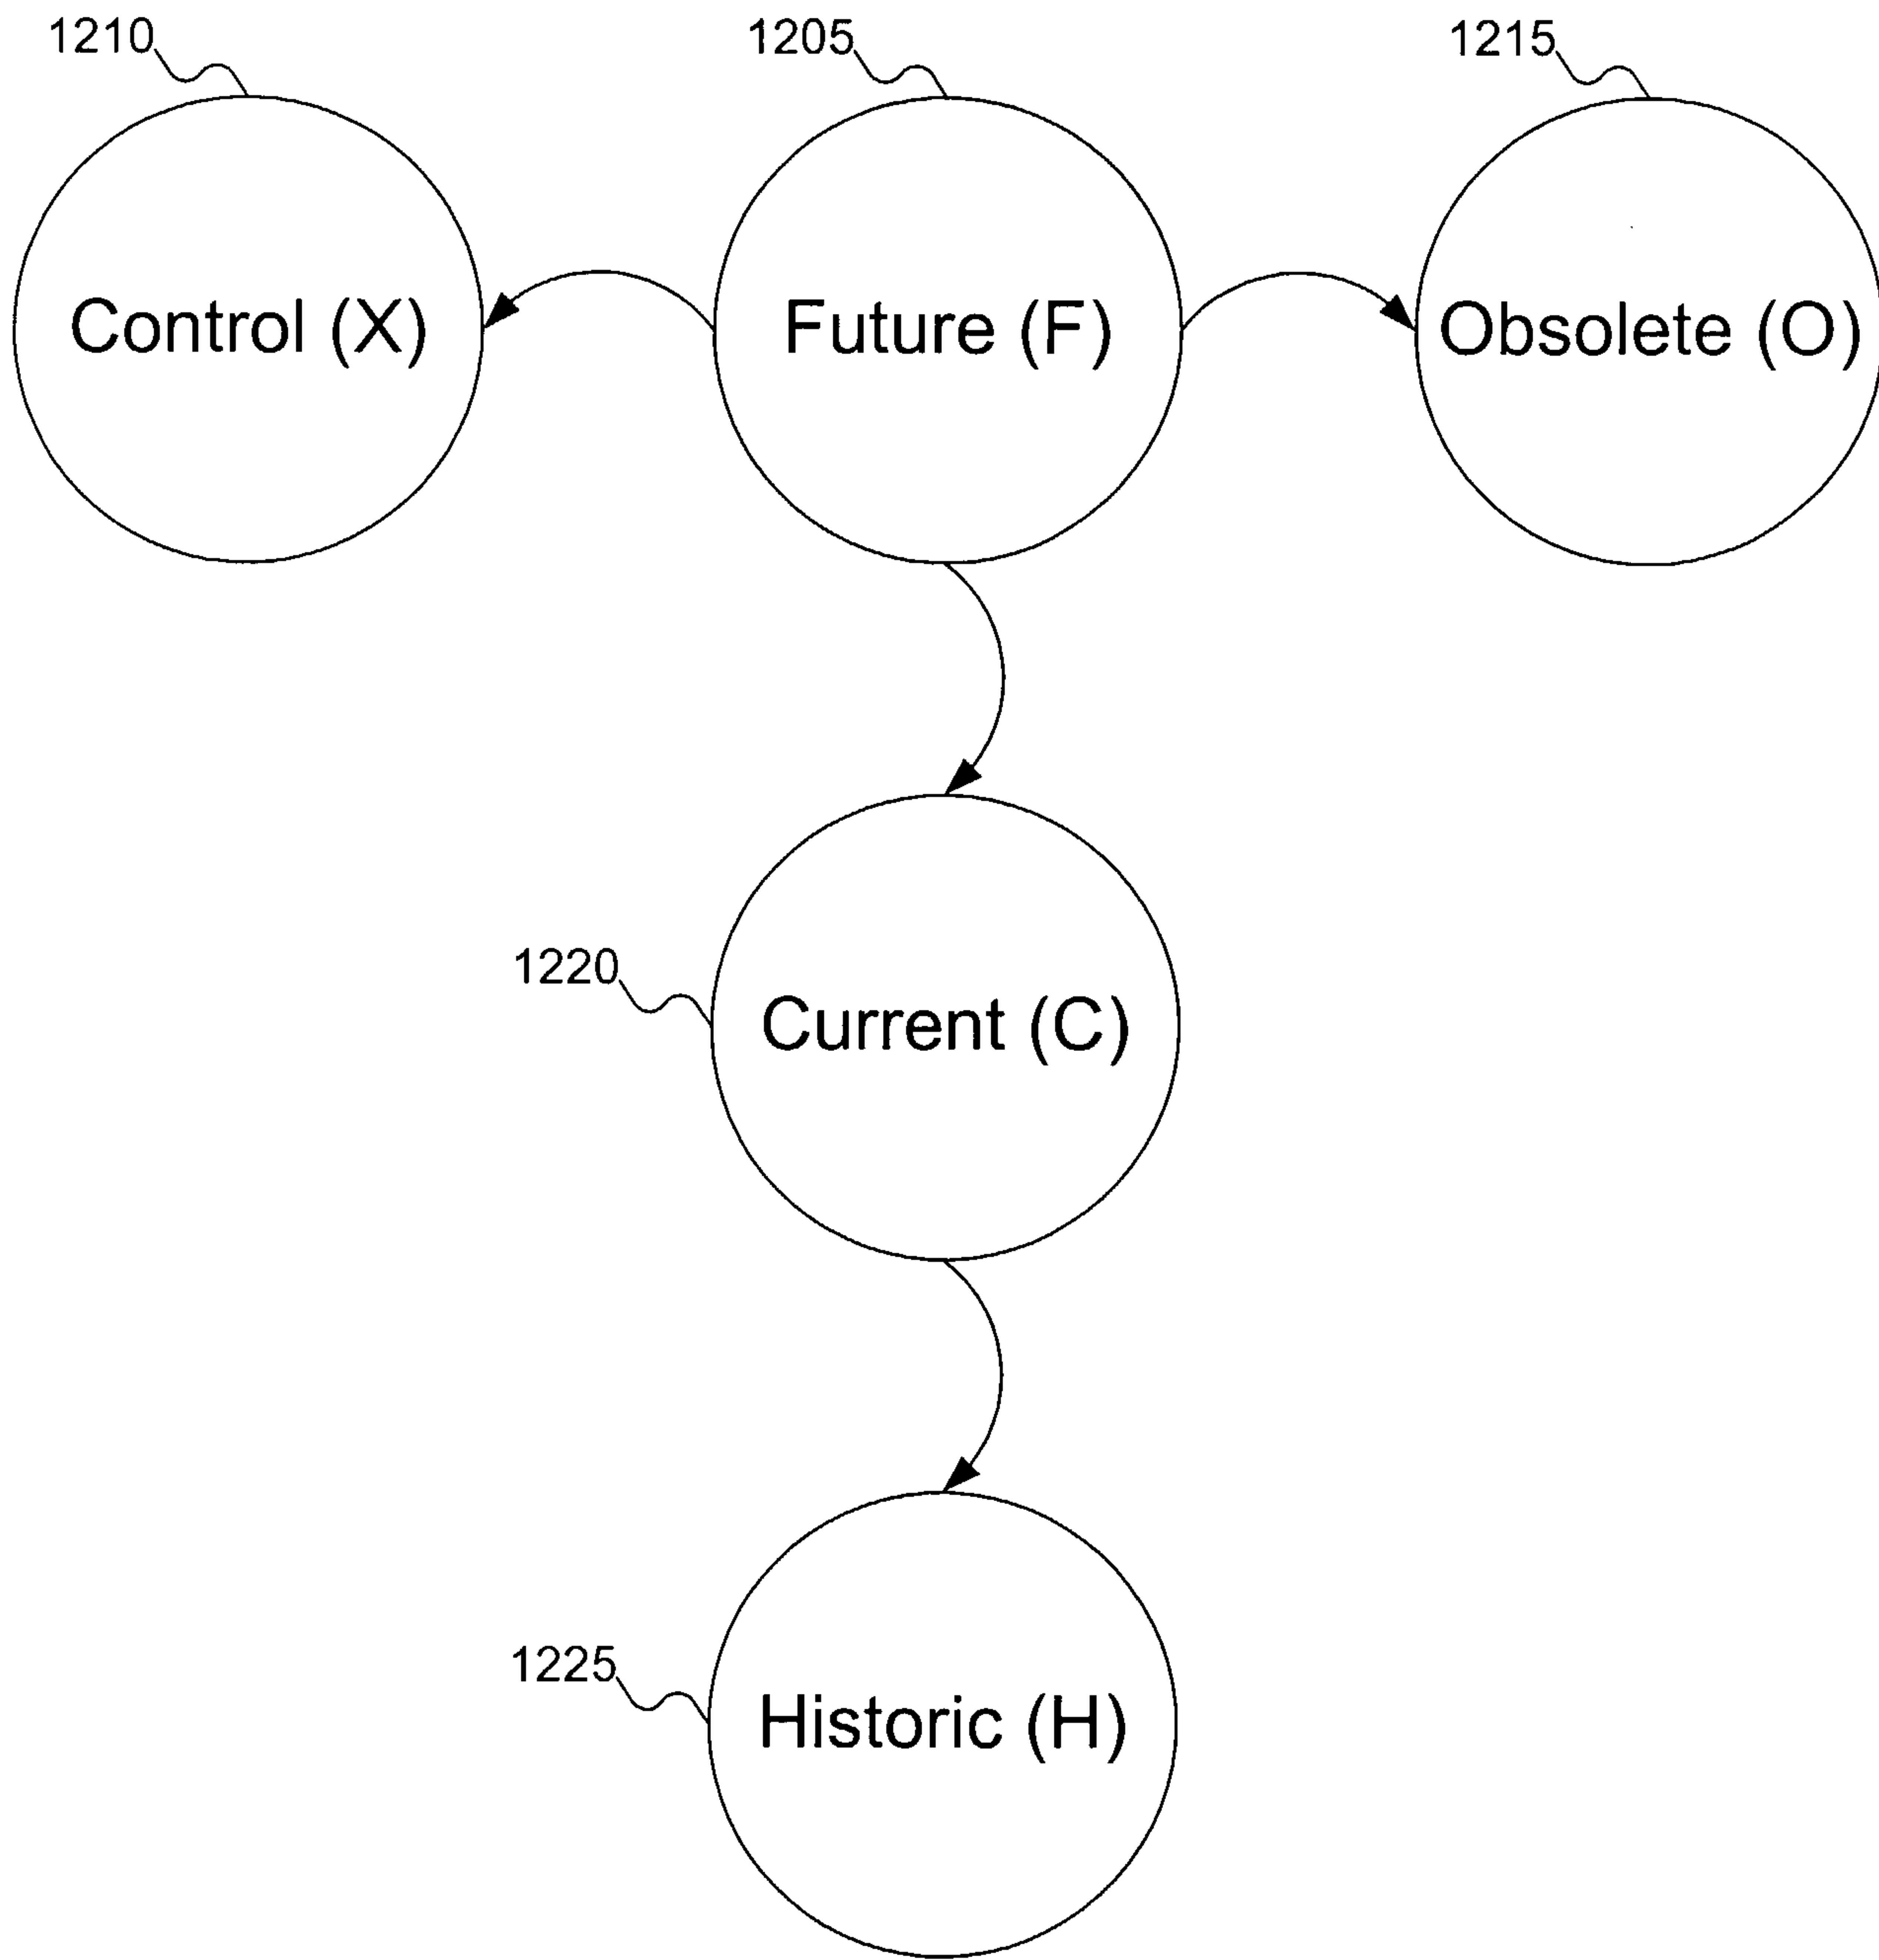 1210
1205
1215
Control (X)
Future (F)
Obsolete (O)
1220
Current (C)
1225
Historic (H)